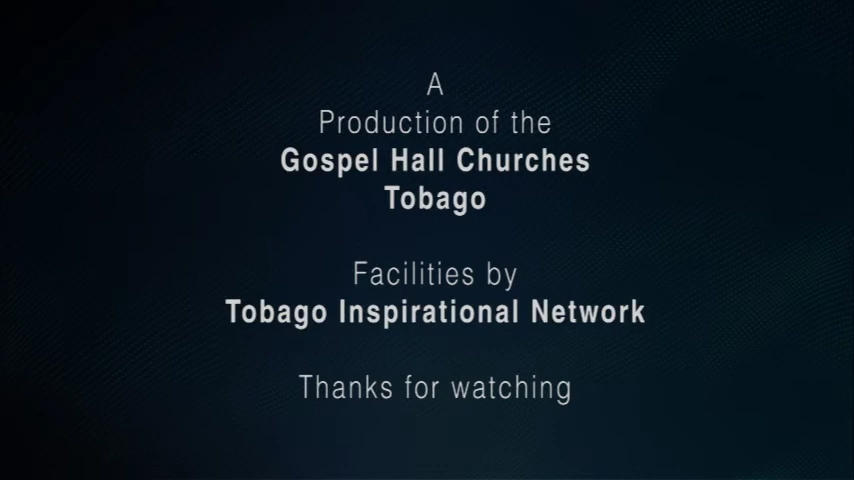 A
Production of the
Gospel Hall Churches
Tobago
Facilities by
Tobago Inspirational Network
Thanks for watching